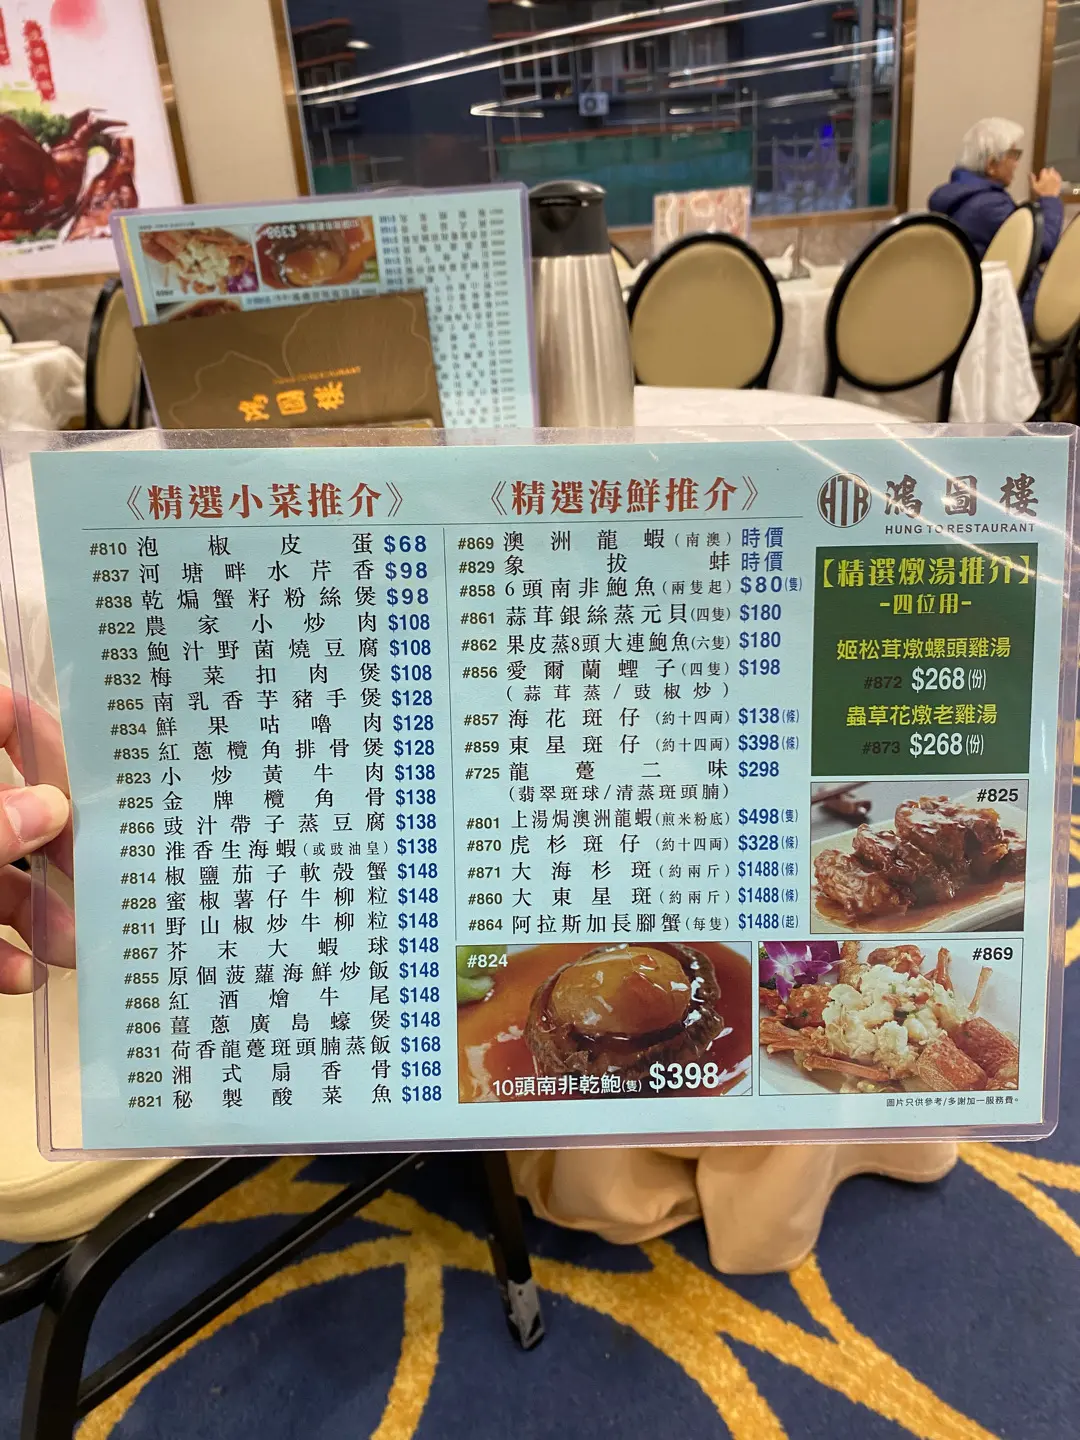 鴻圖樓
HUNG TO RESTAURANT
《精選小菜推介》
#810 泡椒皮蛋 $68
#837 河塘畔水芹香 $98
#838 乾煸蟹籽粉絲煲 $98
#822 農家小炒肉 $108
#833 鮑汁野菌燒豆腐 $108
#832 梅菜扣肉煲 $108
#865 南乳香芋豬手煲 $128
#834 鮮果咕嚕肉 $128
#835 紅蔥欖角排骨煲 $128
#823 小炒黃牛肉 $138
#825 金牌欖角骨 $138
#866 豉汁帶子蒸豆腐 $138
#830 淮香生海蝦(或豉油皇) $138
#814 椒鹽茄子軟殼蟹 $148
#828 蜜椒薯仔牛柳粒 $148
#811 野山椒炒牛柳粒 $148
#867 芥末大蝦球 $148
#855 原個菠蘿海鮮炒飯 $148
#868 紅酒燴牛尾 $148
#806 薑蔥廣島蠔煲 $148
#831 荷香龍躉斑頭腩蒸飯 $168
#820 湘式扇香骨 $168
#821 秘製酸菜魚 $188
《精選海鮮推介》
#869 澳洲龍蝦(南澳) 時價
#829 象拔蚌 時價
#858 6頭南非鮑魚(兩隻起) $80(隻)
#861 蒜茸銀絲蒸元貝(四隻) $180
#862 果皮蒸8頭大連鮑魚(六隻) $180
#856 愛爾蘭蟶子(四隻) $198
(蒜茸蒸/豉椒炒)
#857 海花斑仔(約十四両) $138(條)
#859 東星斑仔(約十四両) $398(條)
#725 龍躉二味 $298
(翡翠斑球/清蒸斑頭腩)
#801 上湯焗澳洲龍蝦(煎米粉底) $498(隻)
#870 虎杉斑仔(約十四両) $328(條)
#871 大海杉斑(約兩斤) $1488(條)
#860 大東星斑(約兩斤) $1488(條)
#864 阿拉斯加長腳蟹(每隻) $1488(起)
#824
10頭南非乾鮑(隻) $398
HTR 鴻圖樓
HUNG TO RESTAURANT
【精選燉湯推介】
-四位用-
姬松茸燉螺頭雞湯
#872 $268(份)
蟲草花燉老雞湯
#873 $268(份)
#825
#869
圖片只供參考/多謝加一服務費。